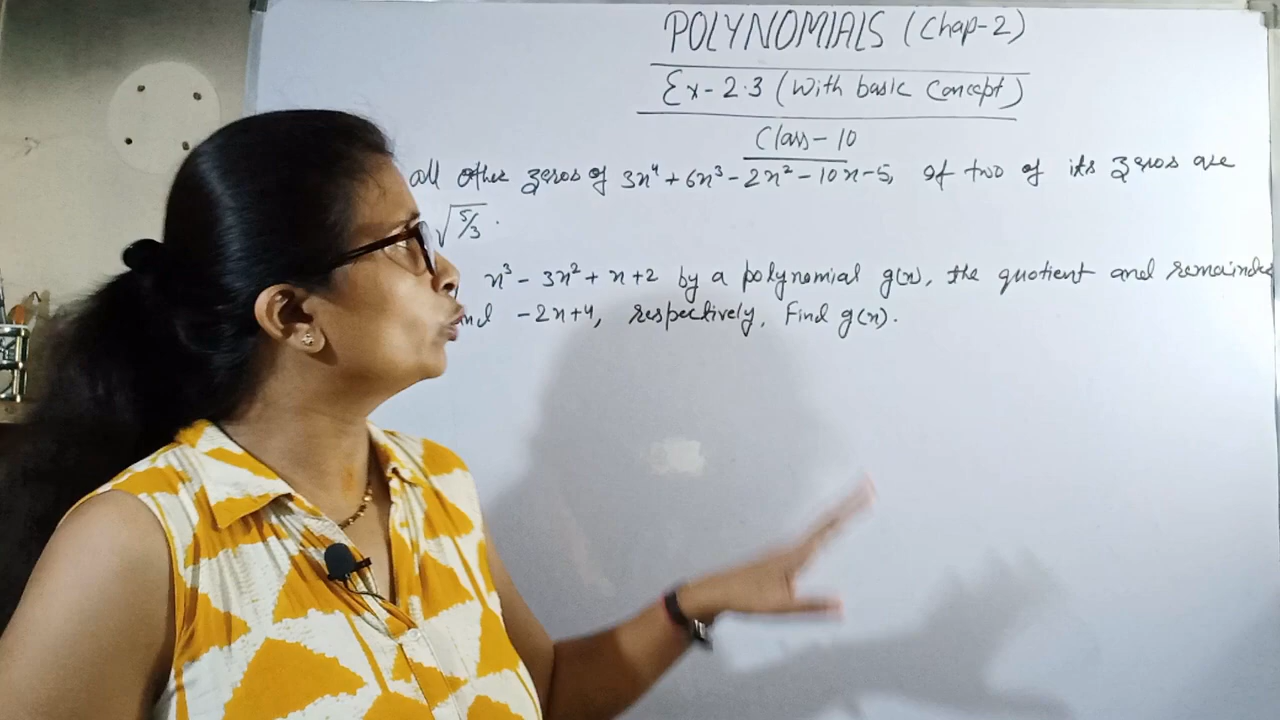 POLYNOMIALS (Chap-2)
Ex-2.3 (With basic Concept)
Class-10
all other zeros of 3x⁴+6x³-2x²-10x-5, if two of its zeros are
√5/3.
x³-3x²+x+2 by a polynomial g(x), the quotient and remainder
-2x+4, respectively. Find g(x).